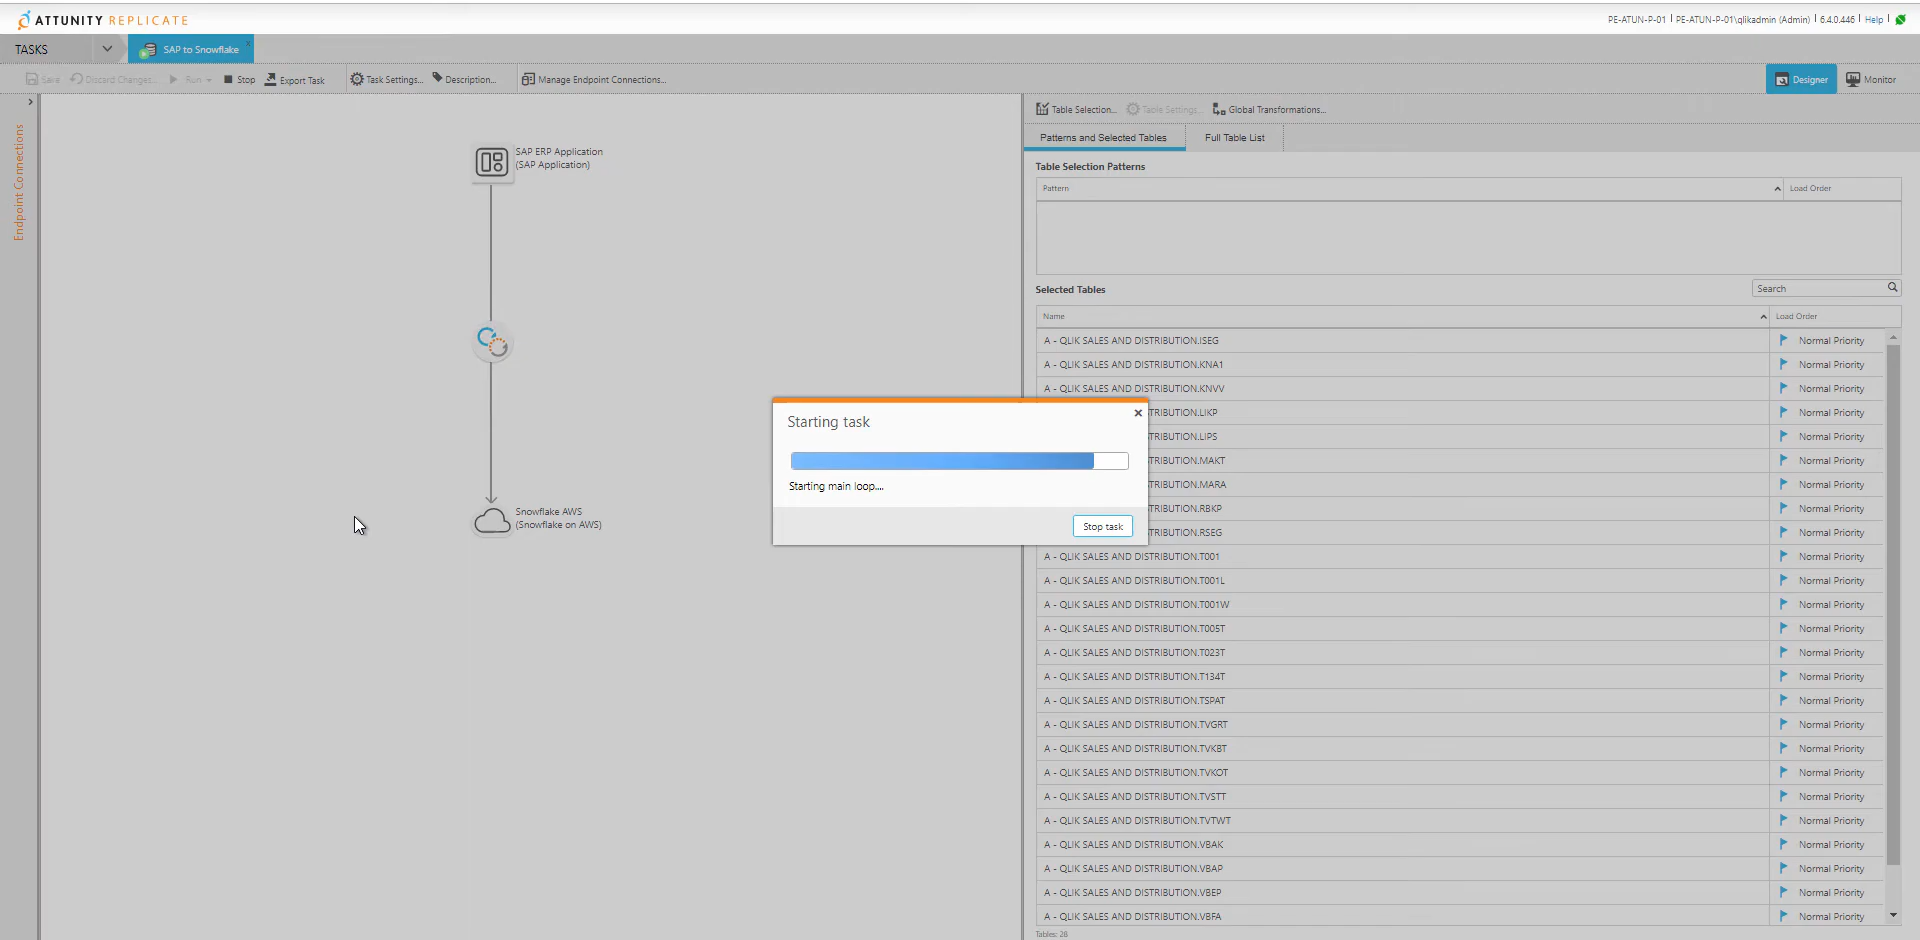 ATTUNITY REPLICATE
PE-ATUN-P-01 | PE-ATUN-P-01\qlikadmin (Admin) | 6.4.0.446 | Help |
TASKS
SAP to Snowflake
Save
Discard Changes...
Run
Stop
Export Task
Task Settings...
Description...
Manage Endpoint Connections...
Designer
Monitor
Endpoint Connections
SAP ERP Application
(SAP Application)
Snowflake AWS
(Snowflake on AWS)
Table Selection...
Table Settings...
Global Transformations...
Patterns and Selected Tables
Full Table List
Table Selection Patterns
Pattern
Load Order
Selected Tables
Search
Name
Load Order
A - QLIK SALES AND DISTRIBUTION.ISEG Normal Priority
A - QLIK SALES AND DISTRIBUTION.KNA1 Normal Priority
A - QLIK SALES AND DISTRIBUTION.KNVV Normal Priority
TRIBUTION.LIKP Normal Priority
TRIBUTION.LIPS Normal Priority
TRIBUTION.MAKT Normal Priority
TRIBUTION.MARA Normal Priority
TRIBUTION.RBKP Normal Priority
TRIBUTION.RSEG Normal Priority
A - QLIK SALES AND DISTRIBUTION.T001 Normal Priority
A - QLIK SALES AND DISTRIBUTION.T001L Normal Priority
A - QLIK SALES AND DISTRIBUTION.T001W Normal Priority
A - QLIK SALES AND DISTRIBUTION.T005T Normal Priority
A - QLIK SALES AND DISTRIBUTION.T023T Normal Priority
A - QLIK SALES AND DISTRIBUTION.T134T Normal Priority
A - QLIK SALES AND DISTRIBUTION.TSPAT Normal Priority
A - QLIK SALES AND DISTRIBUTION.TVGRT Normal Priority
A - QLIK SALES AND DISTRIBUTION.TVKBT Normal Priority
A - QLIK SALES AND DISTRIBUTION.TVKOT Normal Priority
A - QLIK SALES AND DISTRIBUTION.TVSTT Normal Priority
A - QLIK SALES AND DISTRIBUTION.TVTWT Normal Priority
A - QLIK SALES AND DISTRIBUTION.VBAK Normal Priority
A - QLIK SALES AND DISTRIBUTION.VBAP Normal Priority
A - QLIK SALES AND DISTRIBUTION.VBEP Normal Priority
A - QLIK SALES AND DISTRIBUTION.VBFA Normal Priority
Tables: 28
Starting task
Starting main loop....
Stop task